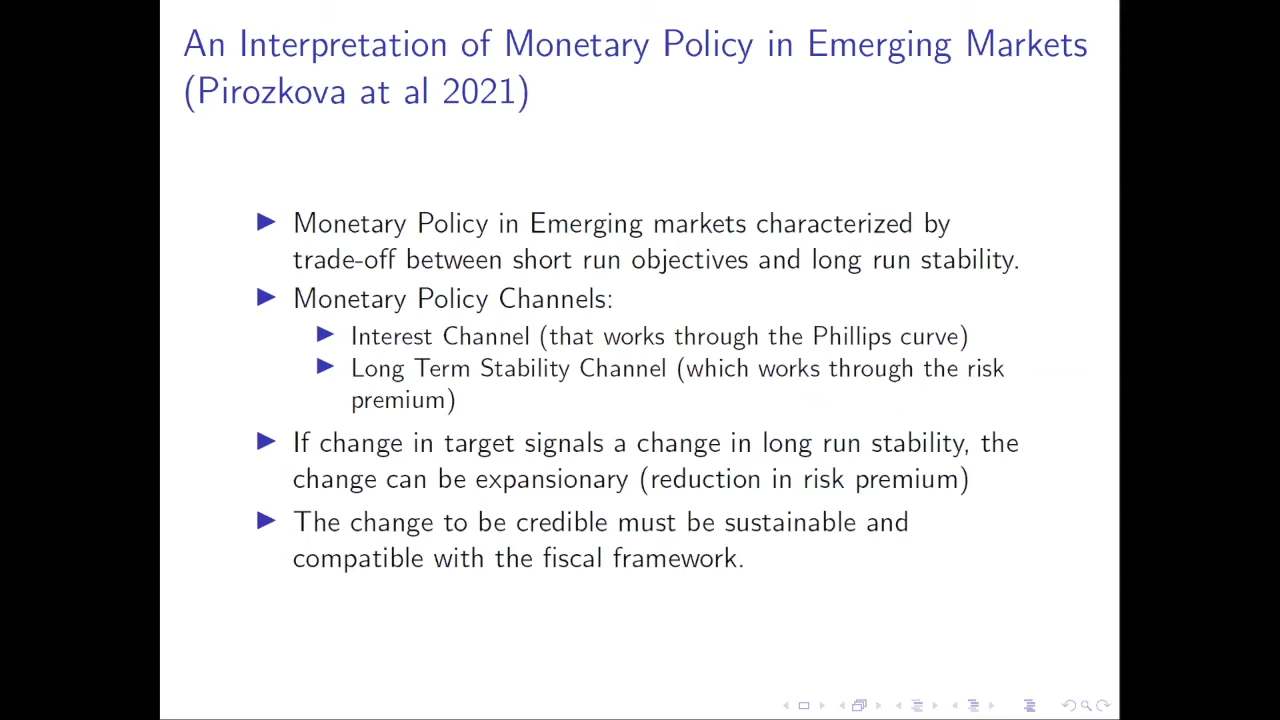 An Interpretation of Monetary Policy in Emerging Markets
(Pirozkova at al 2021)
Monetary Policy in Emerging markets characterized by
trade-off between short run objectives and long run stability.
Monetary Policy Channels:
Interest Channel (that works through the Phillips curve)
Long Term Stability Channel (which works through the risk
premium)
If change in target signals a change in long run stability, the
change can be expansionary (reduction in risk premium)
The change to be credible must be sustainable and
compatible with the fiscal framework.